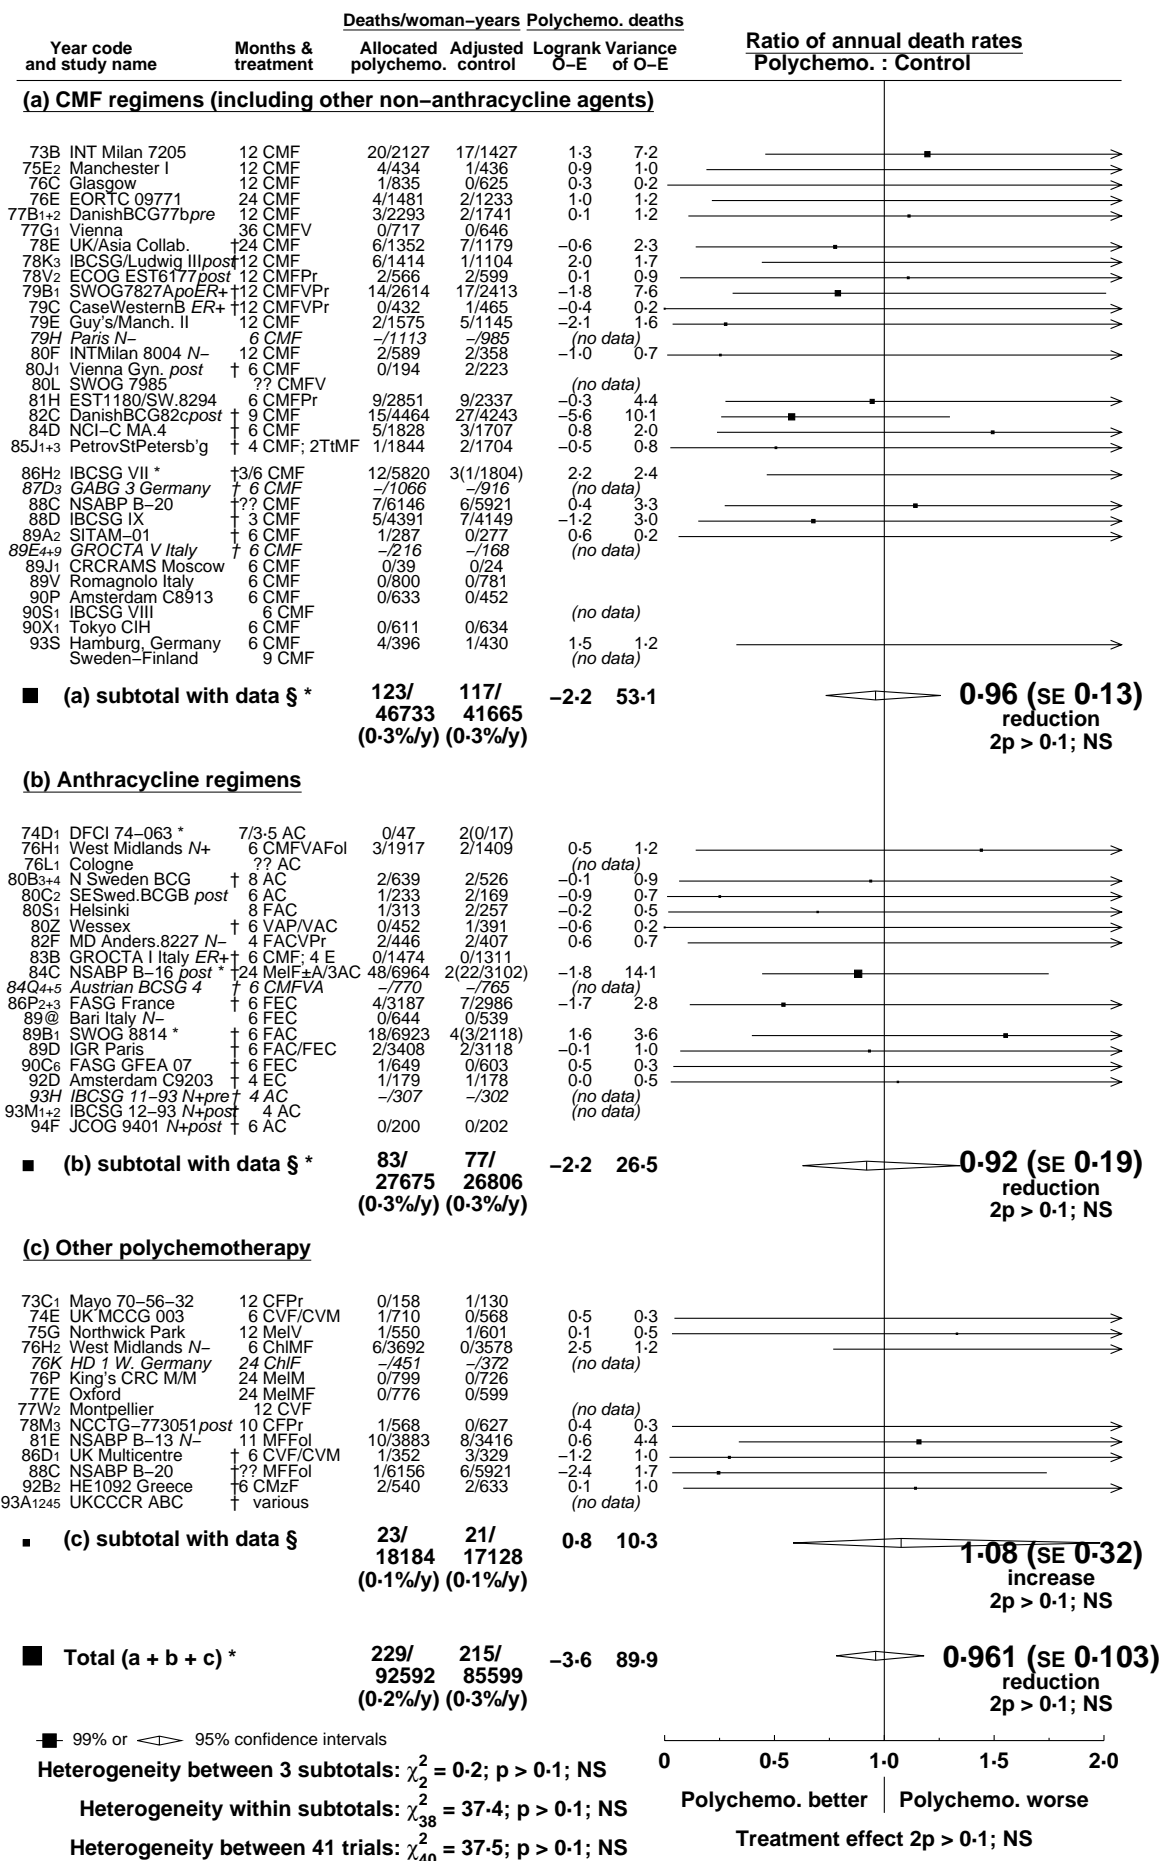 Deaths/woman–years Polychemo. deaths
Year code and study name Months & treatment Allocated polychemo. Adjusted control Logrank O–E Variance of O–E Ratio of annual death rates Polychemo. : Control
(a) CMF regimens (including other non–anthracycline agents)
73B INT Milan 7205 12 CMF 20/2127 17/1427 1·3 7·2
75E2 Manchester I 12 CMF 4/434 1/436 0·9 1·0
76C Glasgow 12 CMF 1/835 0/625 0·3 0·2
76E EORTC 09771 24 CMF 4/1481 2/1233 1·0 1·2
77B1+2 DanishBCG77bpre 12 CMF 3/2293 2/1741 0·1 1·2
77G1 Vienna 36 CMFV 0/717 0/646
78E UK/Asia Collab. †24 CMF 6/1352 7/1179 –0·6 2·3
78K3 IBCSG/Ludwig IIIpost†12 CMF 6/1414 1/1104 2·0 1·7
78V2 ECOG EST6177post 12 CMFPr 2/566 2/599 0·1 0·9
79B1 SWOG7827ApoER+†12 CMFVPr 14/2614 17/2413 –1·8 7·6
79C CaseWesternB ER+ †12 CMFVPr 0/432 1/465 –0·4 0·2
79E Guy's/Manch. II 12 CMF 2/1575 5/1145 –2·1 1·6
79H Paris N– 6 CMF –/1113 –/985 (no data)
80F INTMilan 8004 N– 12 CMF 2/589 2/358 –1·0 0·7
80J1 Vienna Gyn. post † 6 CMF 0/194 2/223
80L SWOG 7985 ?? CMFV (no data)
81H EST1180/SW.8294 6 CMFPr 9/2851 9/2337 –0·3 4·4
82C DanishBCG82cpost † 9 CMF 15/4464 27/4243 –5·6 10·1
84D NCI–C MA.4 † 6 CMF 5/1828 3/1707 0·8 2·0
85J1+3 PetrovStPetersb'g † 4 CMF; 2TtMF 1/1844 2/1704 –0·5 0·8
86H2 IBCSG VII * †3/6 CMF 12/5820 3(1/1804) 2·2 2·4
87D3 GABG 3 Germany † 6 CMF –/1066 –/916 (no data)
88C NSABP B–20 †?? CMF 7/6146 6/5921 0·4 3·3
88D IBCSG IX † 3 CMF 5/4391 7/4149 –1·2 3·0
89A2 SITAM–01 † 6 CMF 1/287 0/277 0·6 0·2
89E4+9 GROCTA V Italy † 6 CMF –/216 –/168 (no data)
89J1 CRCRAMS Moscow 6 CMF 0/39 0/24
89V Romagnolo Italy 6 CMF 0/800 0/781
90P Amsterdam C8913 6 CMF 0/633 0/452
90S1 IBCSG VIII 6 CMF (no data)
90X1 Tokyo CIH 6 CMF 0/611 0/634
93S Hamburg, Germany 6 CMF 4/396 1/430 1·5 1·2
Sweden–Finland 9 CMF (no data)
(a) subtotal with data § * 123/ 46733 (0·3%/y) 117/ 41665 (0·3%/y) –2·2 53·1 0·96 (SE 0·13)
reduction
2p > 0·1; NS
(b) Anthracycline regimens
74D1 DFCI 74–063 * 7/3·5 AC 0/47 2(0/17)
76H1 West Midlands N+ 6 CMFVAFol 3/1917 2/1409 0·5 1·2
76L1 Cologne ?? AC (no data)
80B3+4 N Sweden BCG † 8 AC 2/639 2/526 –0·1 0·9
80C2 SESwed.BCGB post 6 AC 1/233 2/169 –0·9 0·7
80S1 Helsinki 8 FAC 1/313 2/257 –0·2 0·5
80Z Wessex † 6 VAP/VAC 0/452 1/391 –0·6 0·2
82F MD Anders.8227 N– 4 FACVPr 2/446 2/407 0·6 0·7
83B GROCTA I Italy ER+† 6 CMF; 4 E 0/1474 0/1311
84C NSABP B–16 post * †24 MelF±A/3AC 48/6964 2(22/3102) –1·8 14·1
84Q4+5 Austrian BCSG 4 † 6 CMFVA –/770 –/765 (no data)
86P2+3 FASG France † 6 FEC 4/3187 7/2986 –1·7 2·8
89@ Bari Italy N– 6 FEC 0/644 0/539
89B1 SWOG 8814 * † 6 FAC 18/6923 4(3/2118) 1·6 3·6
89D IGR Paris † 6 FAC/FEC 2/3408 2/3118 –0·1 1·0
90C6 FASG GFEA 07 † 6 FEC 1/649 0/603 0·5 0·3
92D Amsterdam C9203 † 4 EC 1/179 1/178 0·0 0·5
93H IBCSG 11–93 N+pre† 4 AC –/307 –/302 (no data)
93M1+2 IBCSG 12–93 N+post† 4 AC (no data)
94F JCOG 9401 N+post † 6 AC 0/200 0/202
(b) subtotal with data § * 83/ 27675 (0·3%/y) 77/ 26806 (0·3%/y) –2·2 26·5 0·92 (SE 0·19)
reduction
2p > 0·1; NS
(c) Other polychemotherapy
73C1 Mayo 70–56–32 12 CFPr 0/158 1/130
74E UK MCCG 003 6 CVF/CVM 1/710 0/568 0·5 0·3
75G Northwick Park 12 MelV 1/550 1/601 0·1 0·5
76H2 West Midlands N– 6 ChlMF 6/3692 0/3578 2·5 1·2
76K HD 1 W. Germany 24 ChlF –/451 –/372 (no data)
76P King's CRC M/M 24 MelM 0/799 0/726
77E Oxford 24 MelMF 0/776 0/599
77W2 Montpellier 12 CVF (no data)
78M3 NCCTG–773051post 10 CFPr 1/568 0/627 0·4 0·3
81E NSABP B–13 N– 11 MFFol 10/3883 8/3416 0·6 4·4
86D1 UK Multicentre † 6 CVF/CVM 1/352 3/329 –1·2 1·0
88C NSABP B–20 †?? MFFol 1/6156 6/5921 –2·4 1·7
92B2 HE1092 Greece †6 CMzF 2/540 2/633 0·1 1·0
93A1245 UKCCCR ABC † various (no data)
(c) subtotal with data § 23/ 18184 (0·1%/y) 21/ 17128 (0·1%/y) 0·8 10·3 1·08 (SE 0·32)
increase
2p > 0·1; NS
Total (a + b + c) * 229/ 92592 (0·2%/y) 215/ 85599 (0·3%/y) –3·6 89·9 0·961 (SE 0·103)
reduction
2p > 0·1; NS
99% or 95% confidence intervals
0 0·5 1·0 1·5 2·0
Heterogeneity between 3 subtotals: χ²₂ = 0·2; p > 0·1; NS
Polychemo. better Polychemo. worse
Heterogeneity within subtotals: χ²₃₈ = 37·4; p > 0·1; NS
Treatment effect 2p > 0·1; NS
Heterogeneity between 41 trials: χ²₄₀ = 37·5; p > 0·1; NS